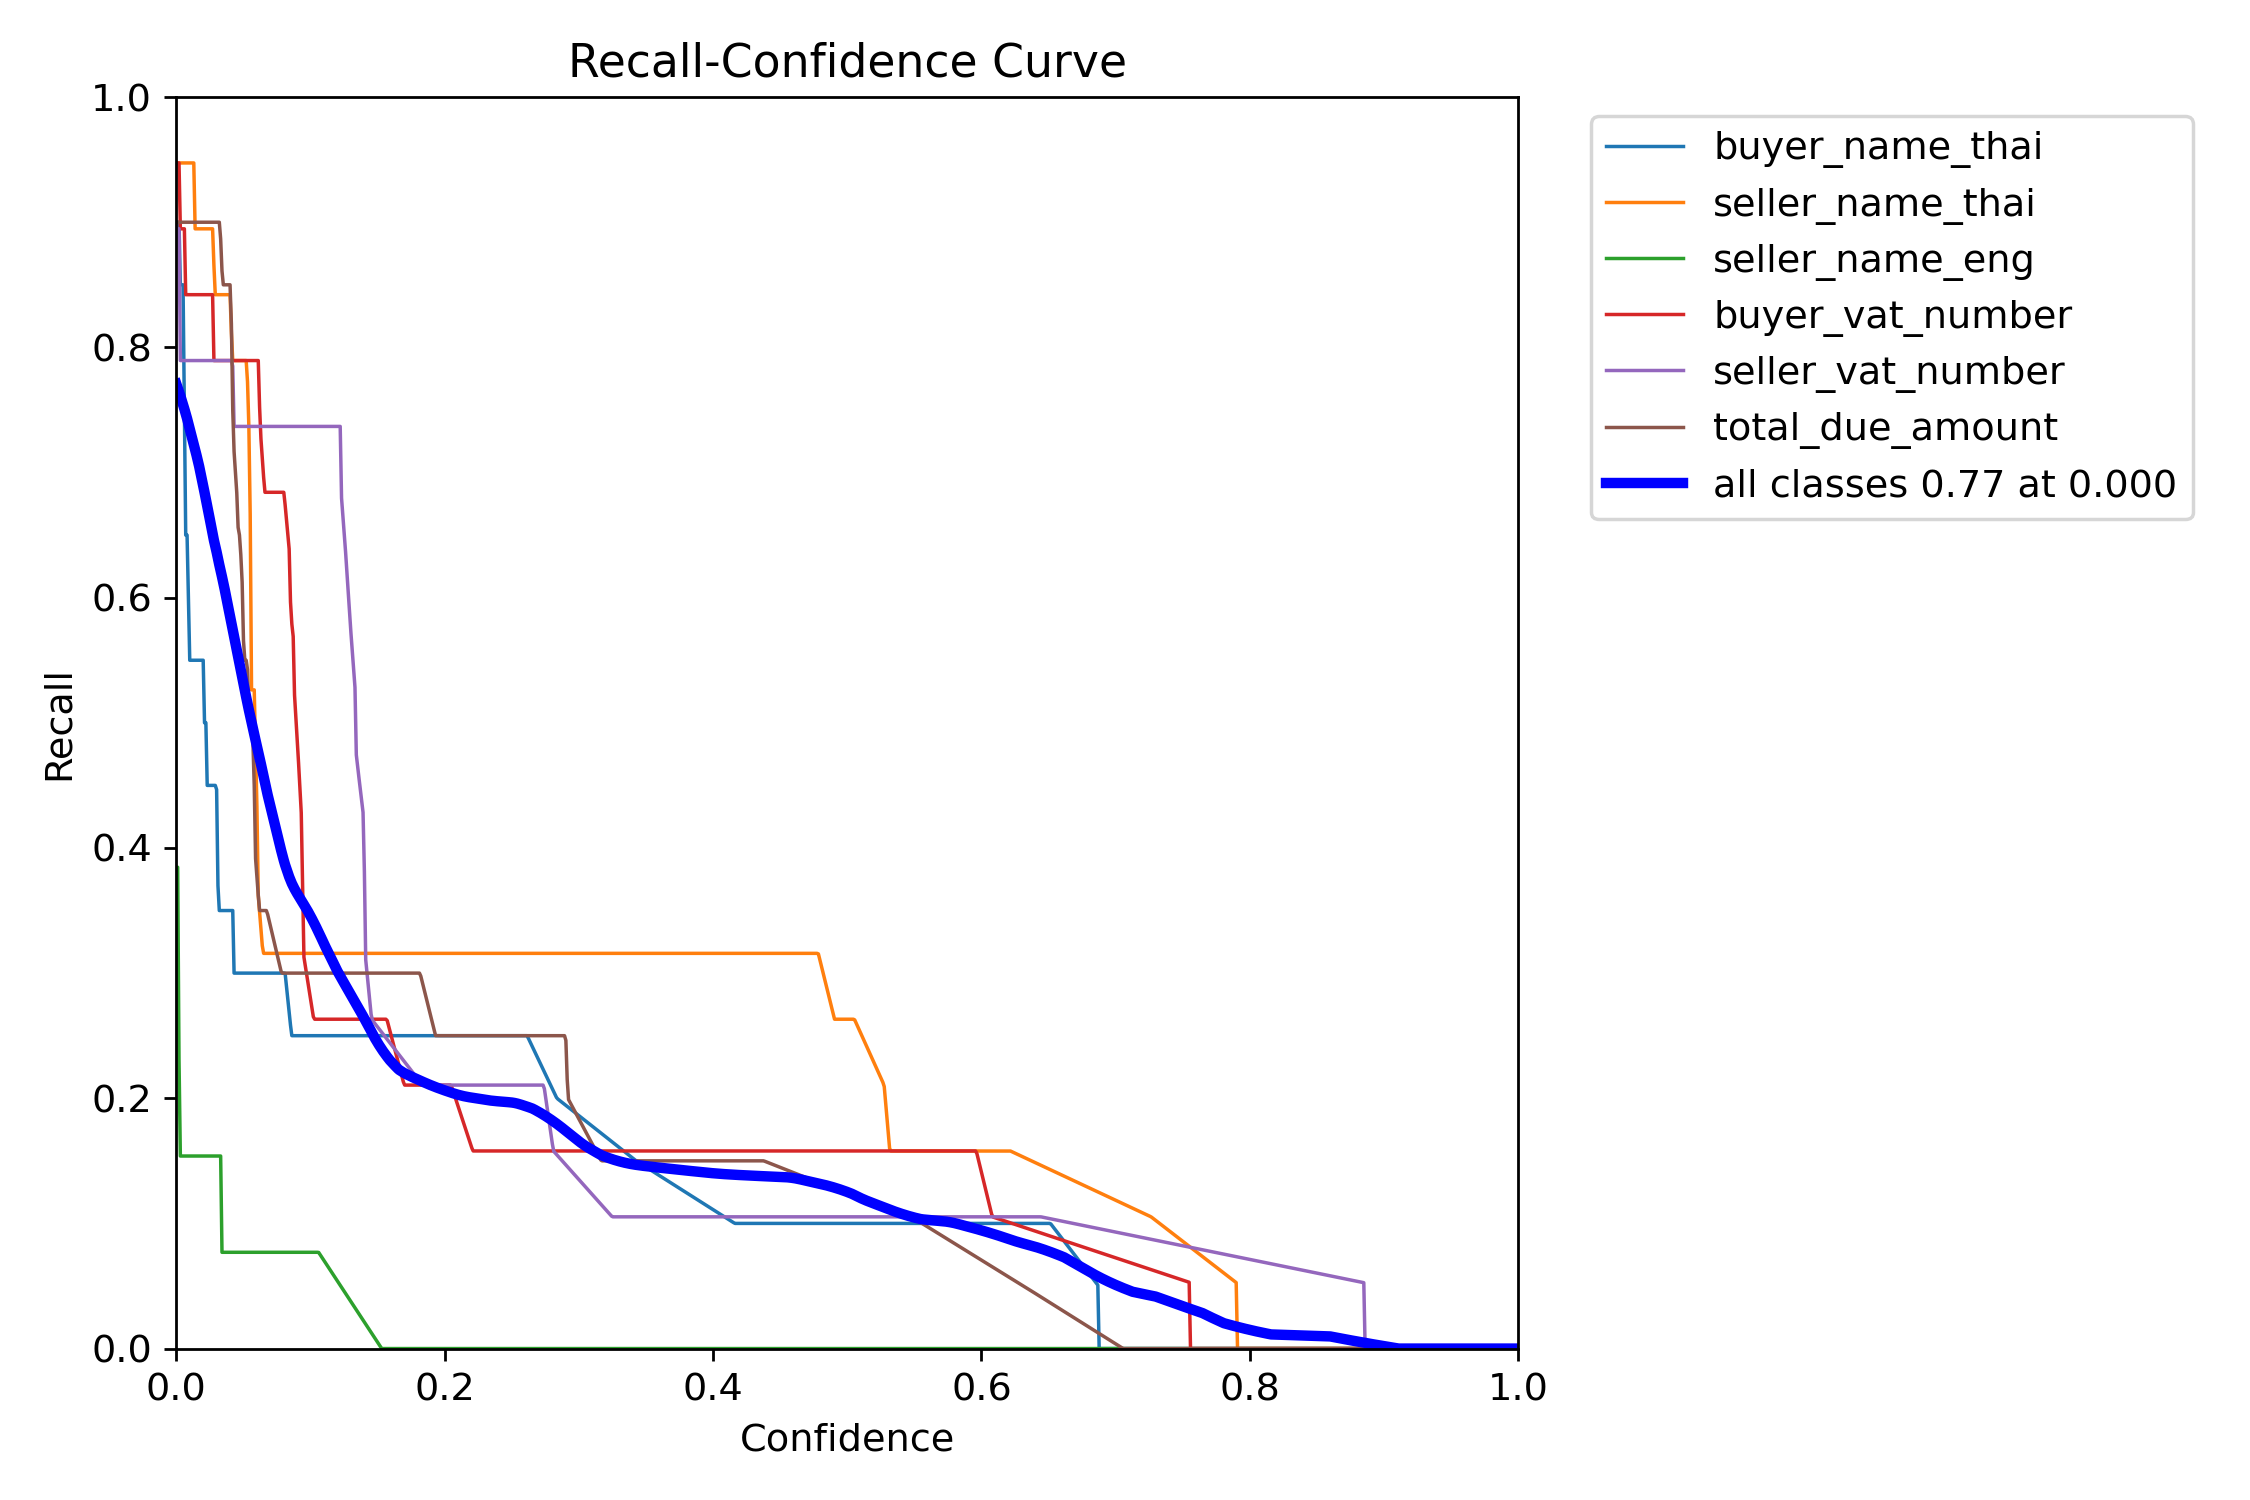 Recall-Confidence Curve
1.0
0.8
0.6
0.4
0.2
0.0
Recall
0.0 0.2 0.4 0.6 0.8 1.0
Confidence
buyer_name_thai
seller_name_thai
seller_name_eng
buyer_vat_number
seller_vat_number
total_due_amount
all classes 0.77 at 0.000